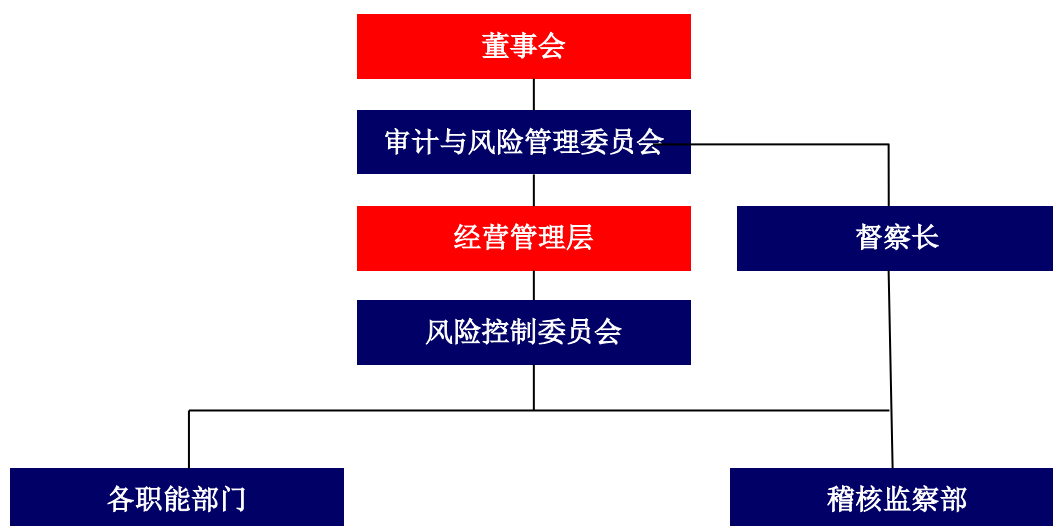 董事会
审计与风险管理委员会
经营管理层
督察长
风险控制委员会
各职能部门
稽核监察部